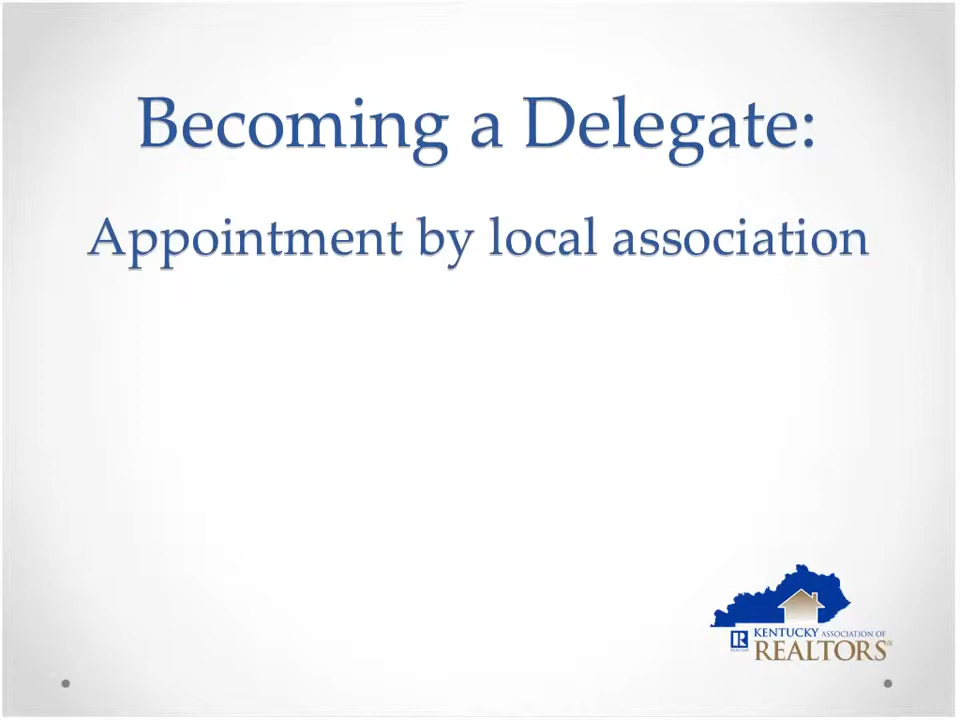 Becoming a Delegate:
Appointment by local association
KENTUCKY ASSOCIATION OF
REALTORS®